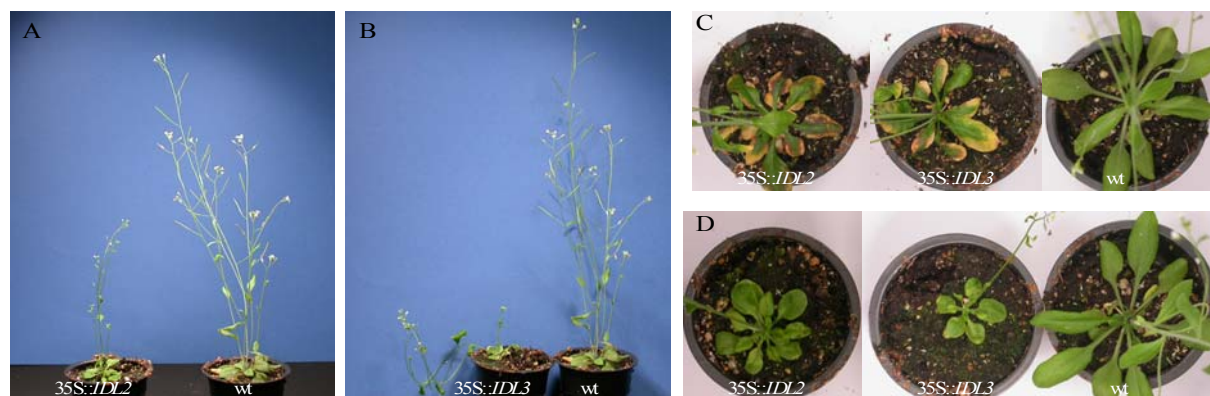 A
35S::IDL2 wt
B
35S::IDL3 wt
C
35S::IDL2 35S::IDL3 wt
D
35S::IDL2 35S::IDL3 wt